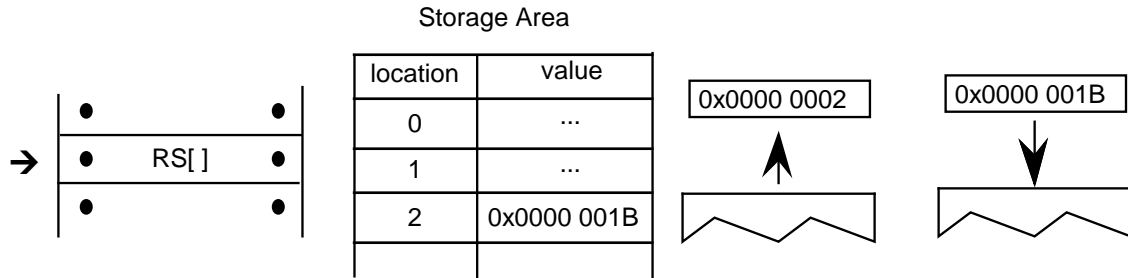 Storage Area
location value
0 ...
1 ...
2 0x0000 001B
RS[ ]
0x0000 0002
0x0000 001B